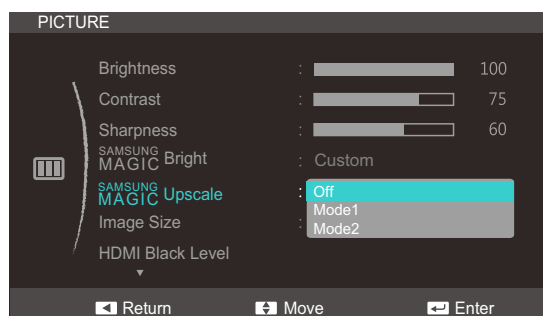 PICTURE
Brightness : 100
Contrast : 75
Sharpness : 60
SAMSUNG
MAGIC Bright : Custom
SAMSUNG
MAGIC Upscale : Off
Mode1
Image Size :
Mode2
HDMI Black Level
Return Move Enter